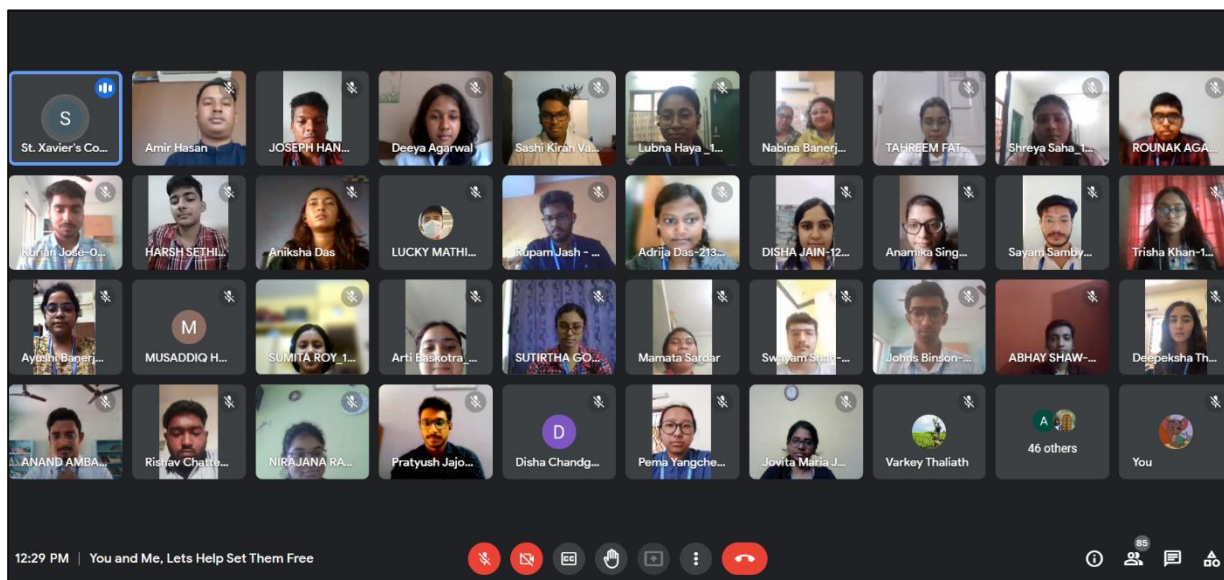 S
St. Xavier's Co...
Amir Hasan
JOSEPH HAN...
Deeya Agarwal
Sashi Kiran Va...
Lubna Haya_1...
Nabina Banerj...
TAHREEM FAT...
Shreya Saha_1...
ROUNAK AGA...
Kurian Jose-0...
HARSH SETHI...
Aniksha Das
LUCKY MATHI...
Rupam Jash - ...
Adrija Das-213...
DISHA JAIN-12...
Anamika Sing...
Sayam Samby...
Trisha Khan-1...
Ayushi Banerj...
M
MUSADDIQ H...
SUMITA ROY_1...
Arti Baskotra_...
SUTIRTHA GO...
Mamata Sardar
Swayam Shah-...
Johns Binson-...
ABHAY SHAW-...
Deepeksha Th...
ANAND AMBA...
Rishav Chatte...
NIRAJANA RA...
Pratyush Jajo...
D
Disha Chandg...
Pema Yangche...
Jovita Maria J...
Varkey Thaliath
A
46 others
You
12:29 PM | You and Me, Lets Help Set Them Free
CC
85